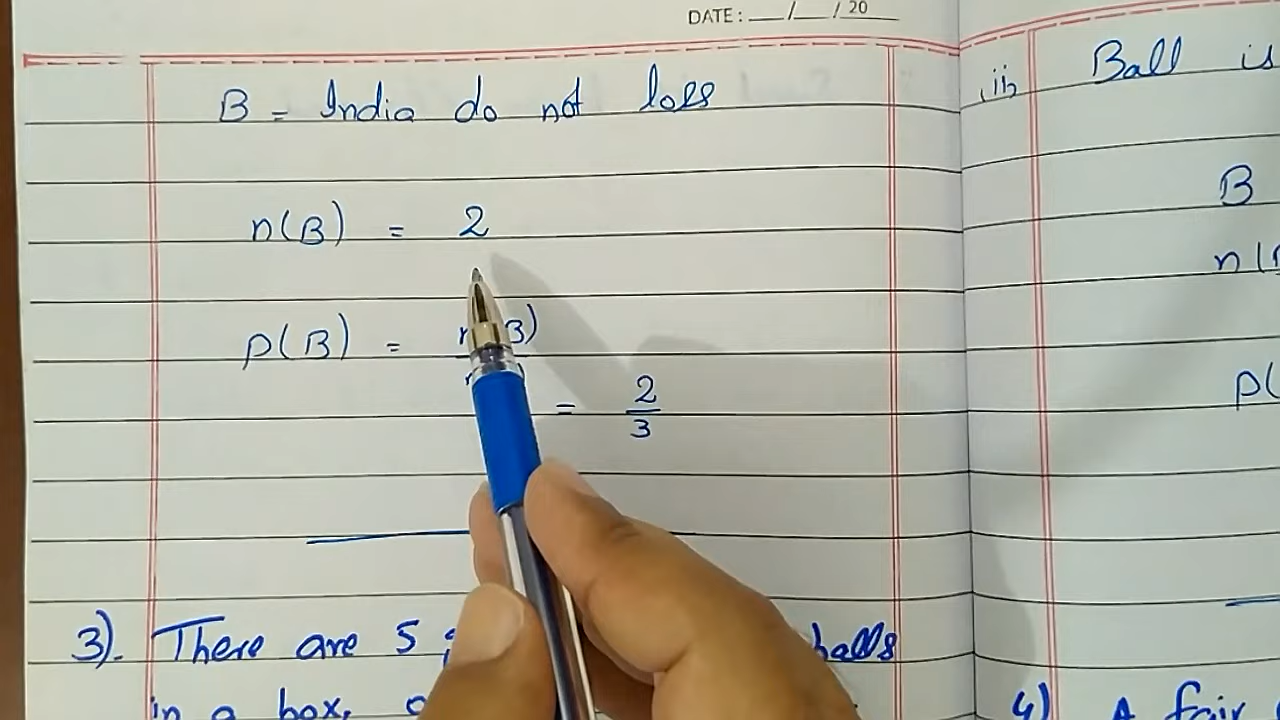 DATE : ___/___/ 20
B = India do not loss
n(B) = 2
P(B) =
= 2/3
3). There are 5 balls
in a box,
ii) Ball is
B
4) A fair